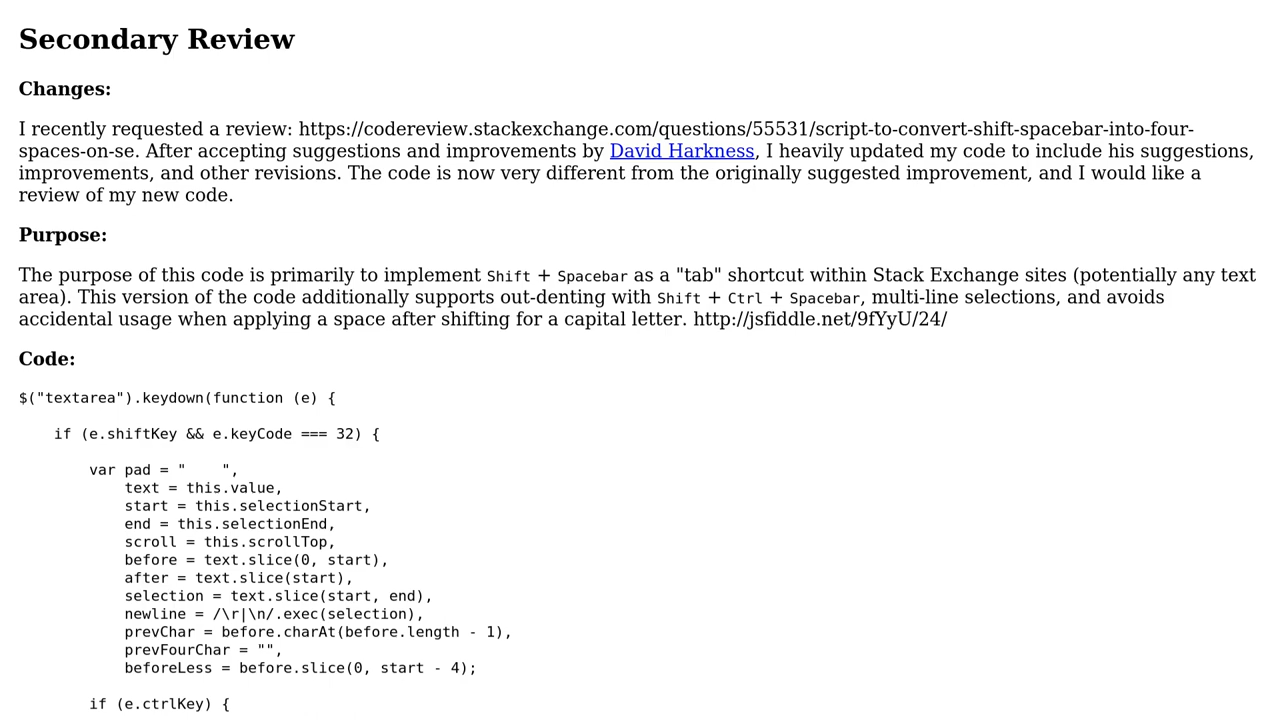 Secondary Review
Changes:
I recently requested a review: https://codereview.stackexchange.com/questions/55531/script-to-convert-shift-spacebar-into-four-
spaces-on-se. After accepting suggestions and improvements by David Harkness, I heavily updated my code to include his suggestions,
improvements, and other revisions. The code is now very different from the originally suggested improvement, and I would like a
review of my new code.
Purpose:
The purpose of this code is primarily to implement Shift + Spacebar as a "tab" shortcut within Stack Exchange sites (potentially any text
area). This version of the code additionally supports out-denting with Shift + Ctrl + Spacebar, multi-line selections, and avoids
accidental usage when applying a space after shifting for a capital letter. http://jsfiddle.net/9fYyU/24/
Code:
$("textarea").keydown(function (e) {
    if (e.shiftKey && e.keyCode === 32) {
        var pad = "    ",
            text = this.value,
            start = this.selectionStart,
            end = this.selectionEnd,
            scroll = this.scrollTop,
            before = text.slice(0, start),
            after = text.slice(start),
            selection = text.slice(start, end),
            newline = /\r|\n/.exec(selection),
            prevChar = before.charAt(before.length - 1),
            prevFourChar = "",
            beforeLess = before.slice(0, start - 4);
        if (e.ctrlKey) {